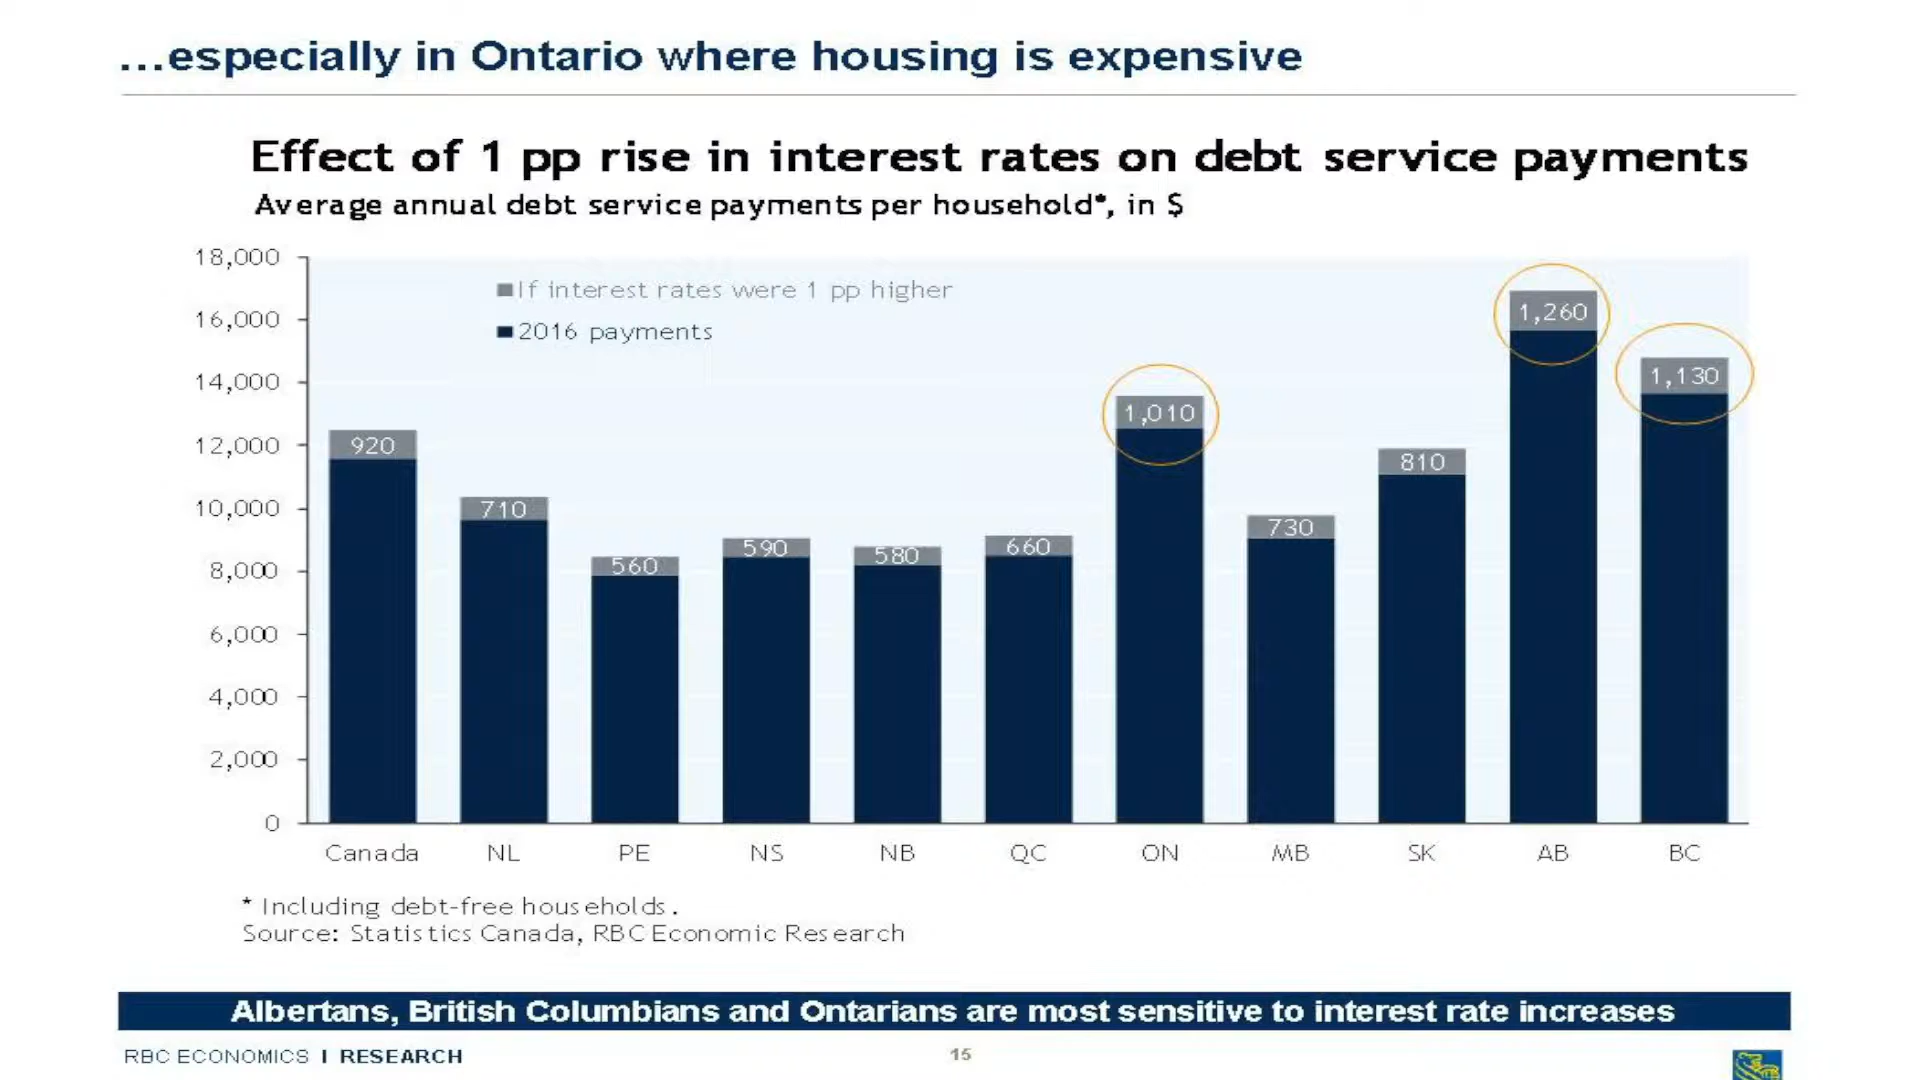 ...especially in Ontario where housing is expensive
Effect of 1 pp rise in interest rates on debt service payments
Average annual debt service payments per household*, in $
18,000
16,000
14,000
12,000
10,000
8,000
6,000
4,000
2,000
0
If interest rates were 1 pp higher
2016 payments
920
710
560
590
580
660
1,010
730
810
1,260
1,130
Canada NL PE NS NB QC ON MB SK AB BC
* Including debt-free households.
Source: Statistics Canada, RBC Economic Research
Albertans, British Columbians and Ontarians are most sensitive to interest rate increases
RBC ECONOMICS I RESEARCH
15